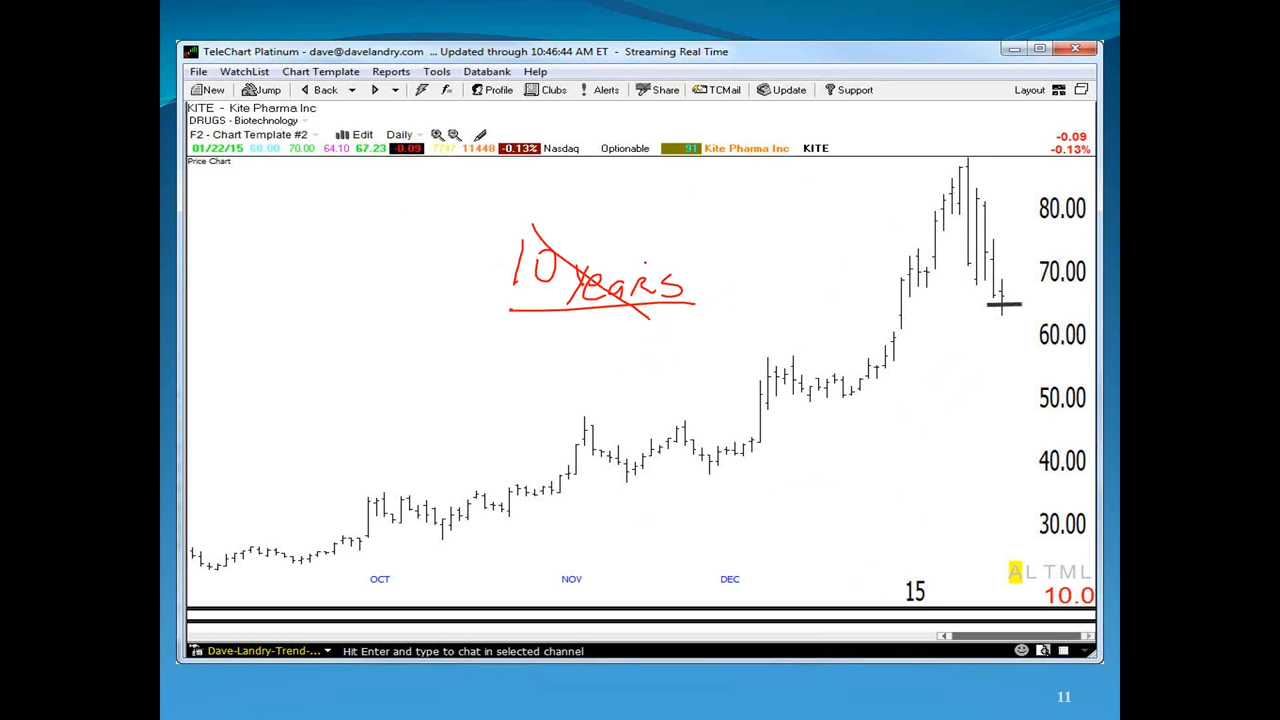 TeleChart Platinum - dave@davelandry.com ... Updated through 10:46:44 AM ET - Streaming Real Time
File WatchList Chart Template Reports Tools Databank Help
New Jump Back Profile Clubs Alerts Share TCMail Update Support Layout
KITE - Kite Pharma Inc
DRUGS - Biotechnology
F2 - Chart Template #2 Edit Daily -0.09
01/22/15 68.00 70.00 64.10 67.23 -0.09 7747 11448 -0.13% Nasdaq Optionable 91 Kite Pharma Inc KITE -0.13%
Price Chart
80.00
10 years
70.00
60.00
50.00
40.00
30.00
A L T M L
OCT NOV DEC 15
10.0
Dave-Landry-Trend-... Hit Enter and type to chat in selected channel
11